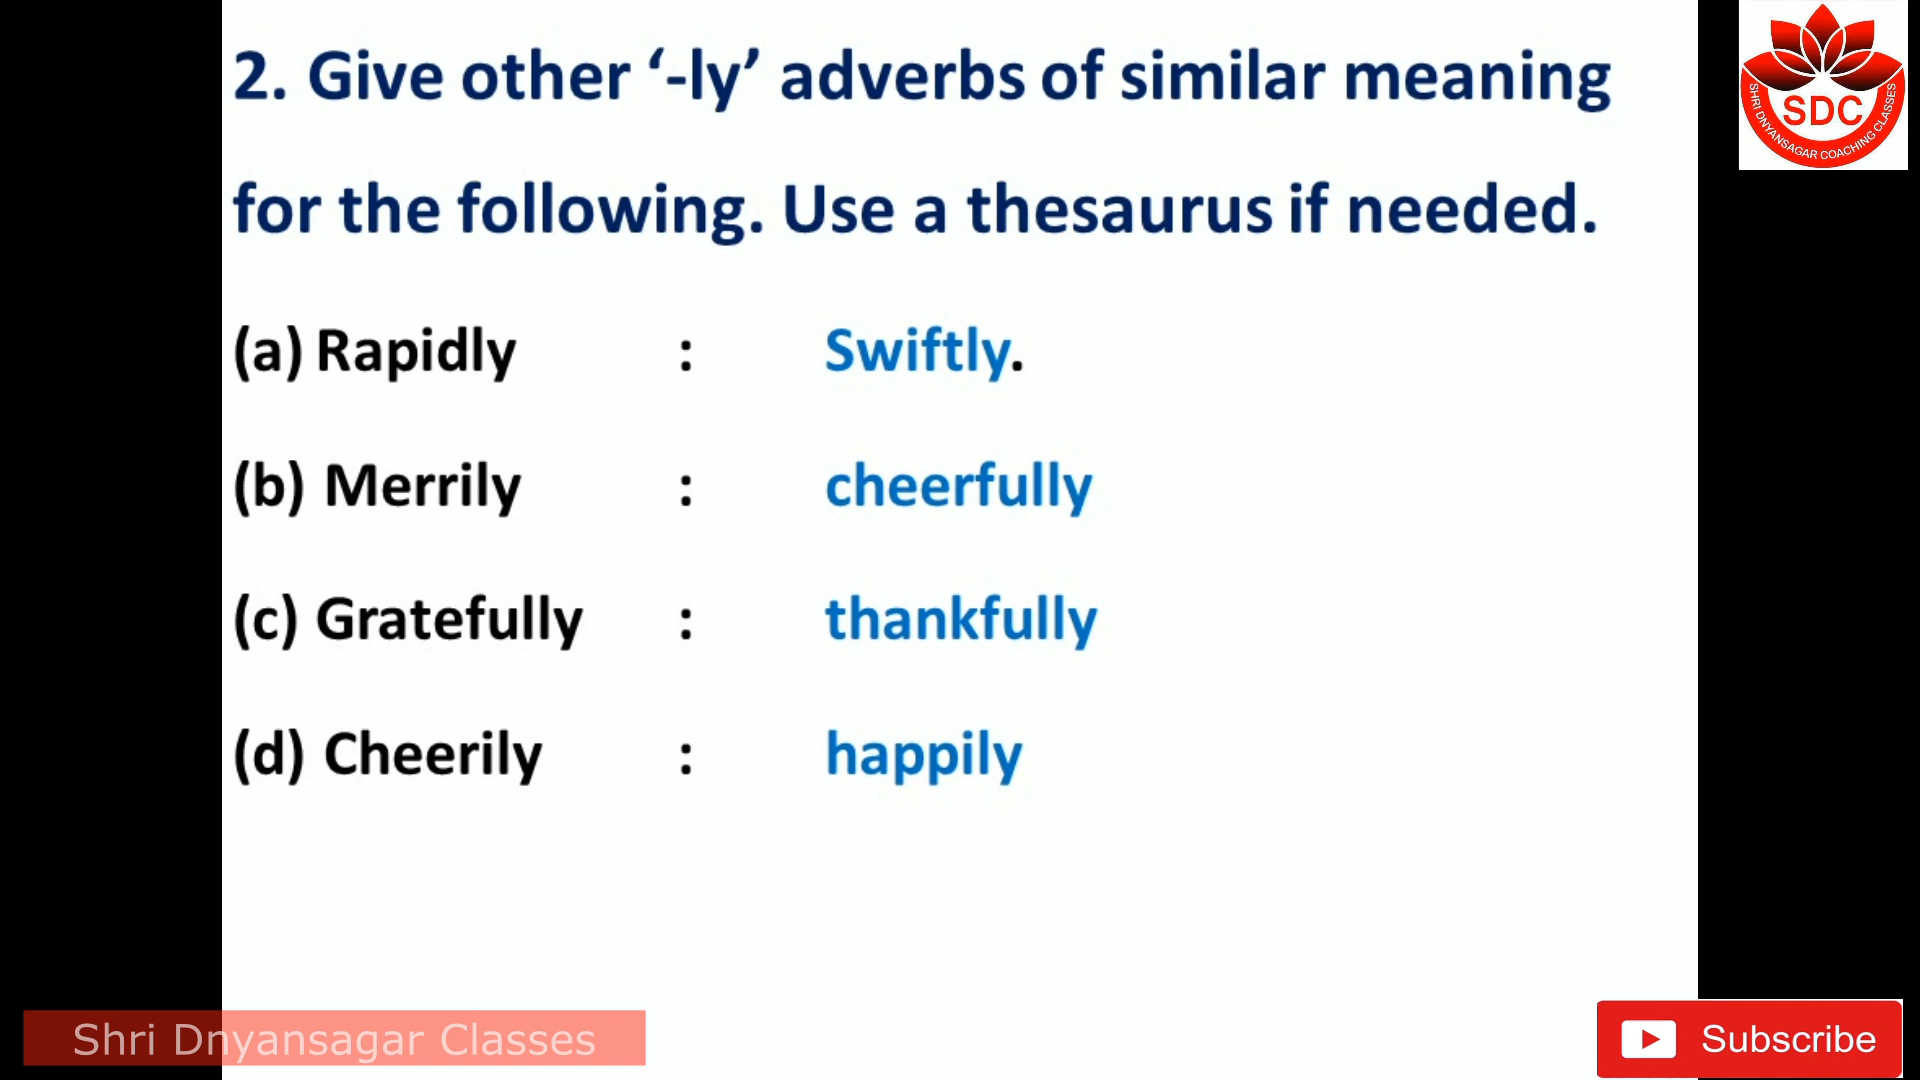 2. Give other ‘-ly’ adverbs of similar meaning
for the following. Use a thesaurus if needed.
(a) Rapidly : Swiftly.
(b) Merrily : cheerfully
(c) Gratefully : thankfully
(d) Cheerily : happily
SDC
SHRI DNYANSAGAR COACHING CLASSES
Shri Dnyansagar Classes
Subscribe